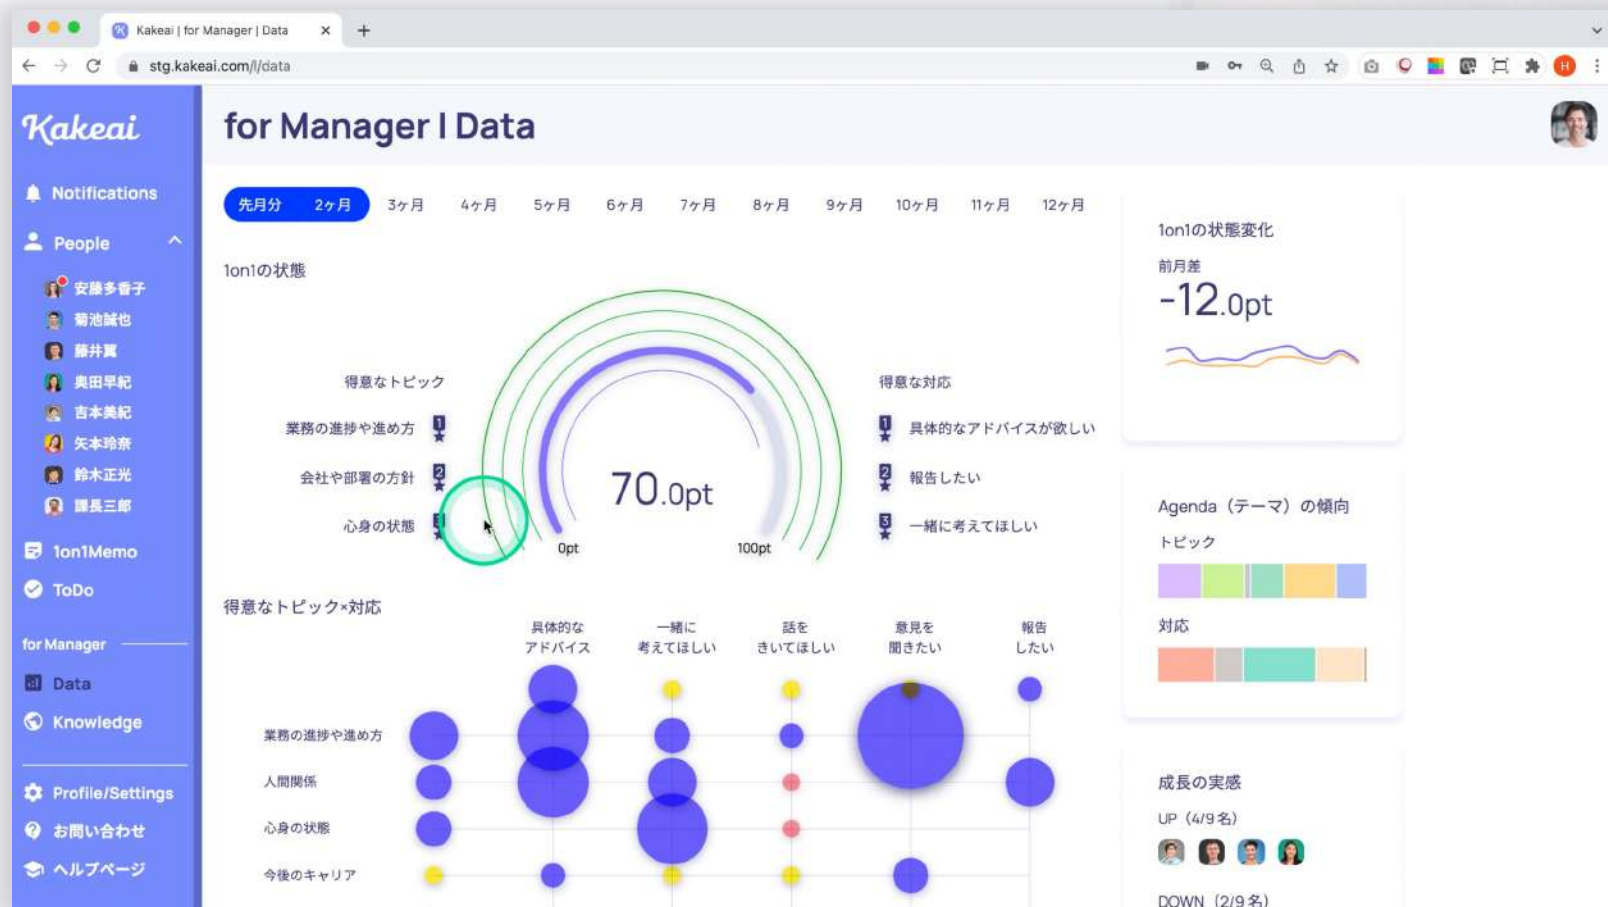 Kakeai | for Manager | Data
stg.kakeai.com/l/data
H
Kakeai
Notifications
People
安藤多香子
菊池誠也
藤井翼
奥田早紀
吉本美紀
矢本玲奈
鈴木正光
課長三郎
1on1Memo
ToDo
for Manager
Data
Knowledge
Profile/Settings
お問い合わせ
ヘルプページ
for Manager | Data
先月分 2ヶ月 3ヶ月 4ヶ月 5ヶ月 6ヶ月 7ヶ月 8ヶ月 9ヶ月 10ヶ月 11ヶ月 12ヶ月
1on1の状態
得意なトピック
業務の進捗や進め方 1
会社や部署の方針 2
心身の状態 3
70.0pt
0pt 100pt
得意な対応
1 具体的なアドバイスが欲しい
2 報告したい
3 一緒に考えてほしい
得意なトピック×対応
具体的な
アドバイス
一緒に
考えてほしい
話を
きいてほしい
意見を
聞きたい
報告
したい
業務の進捗や進め方
人間関係
心身の状態
今後のキャリア
1on1の状態変化
前月差
-12.0pt
Agenda（テーマ）の傾向
トピック
対応
成長の実感
UP（4/9名）
DOWN（2/9名）